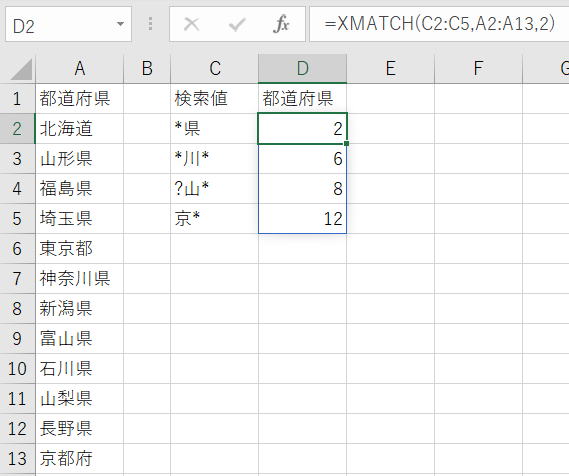 D2 fx =XMATCH(C2:C5,A2:A13,2)
A B C D E F G
1 都道府県 検索値 都道府県
2 北海道 *県 2
3 山形県 *川* 6
4 福島県 ?山* 8
5 埼玉県 京* 12
6 東京都
7 神奈川県
8 新潟県
9 富山県
10 石川県
11 山梨県
12 長野県
13 京都府